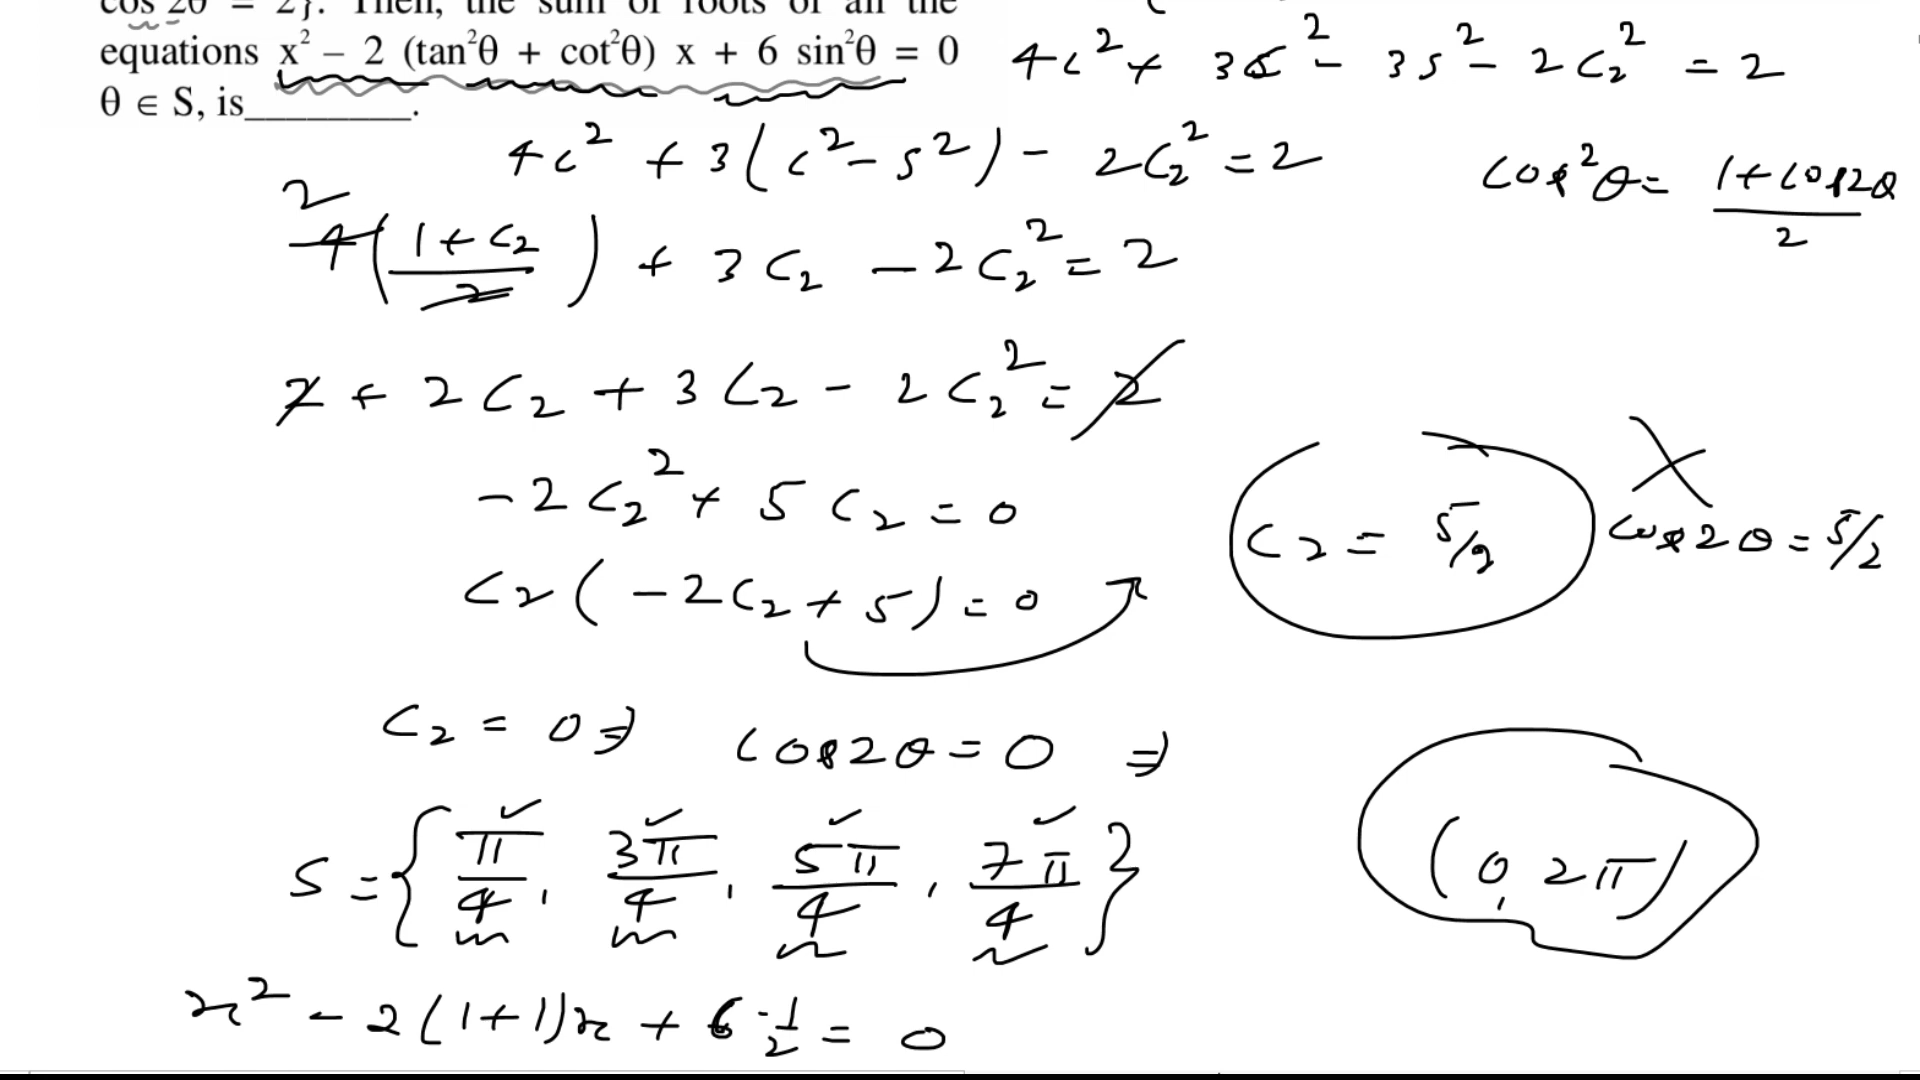 cos 2θ = 2}. Then, the sum of roots of all the
equations x² – 2 (tan²θ + cot²θ) x + 6 sin²θ = 0
θ ∈ S, is________.
4c² + 3c² - 3s² - 2c₂² = 2
4c² + 3(c² - s²) - 2c₂² = 2
cos²θ = (1 + cos2θ)/2
2
4((1 + c₂)/2) + 3c₂ - 2c₂² = 2
2 + 2c₂ + 3c₂ - 2c₂² = 2
-2c₂² + 5c₂ = 0
c₂ = 5/2
cos2θ = 5/2
c₂(-2c₂ + 5) = 0
c₂ = 0 ⇒ cos2θ = 0 ⇒
S = {π/4, 3π/4, 5π/4, 7π/4}
(0, 2π)
x² - 2(1+1)x + 6·1/2 = 0